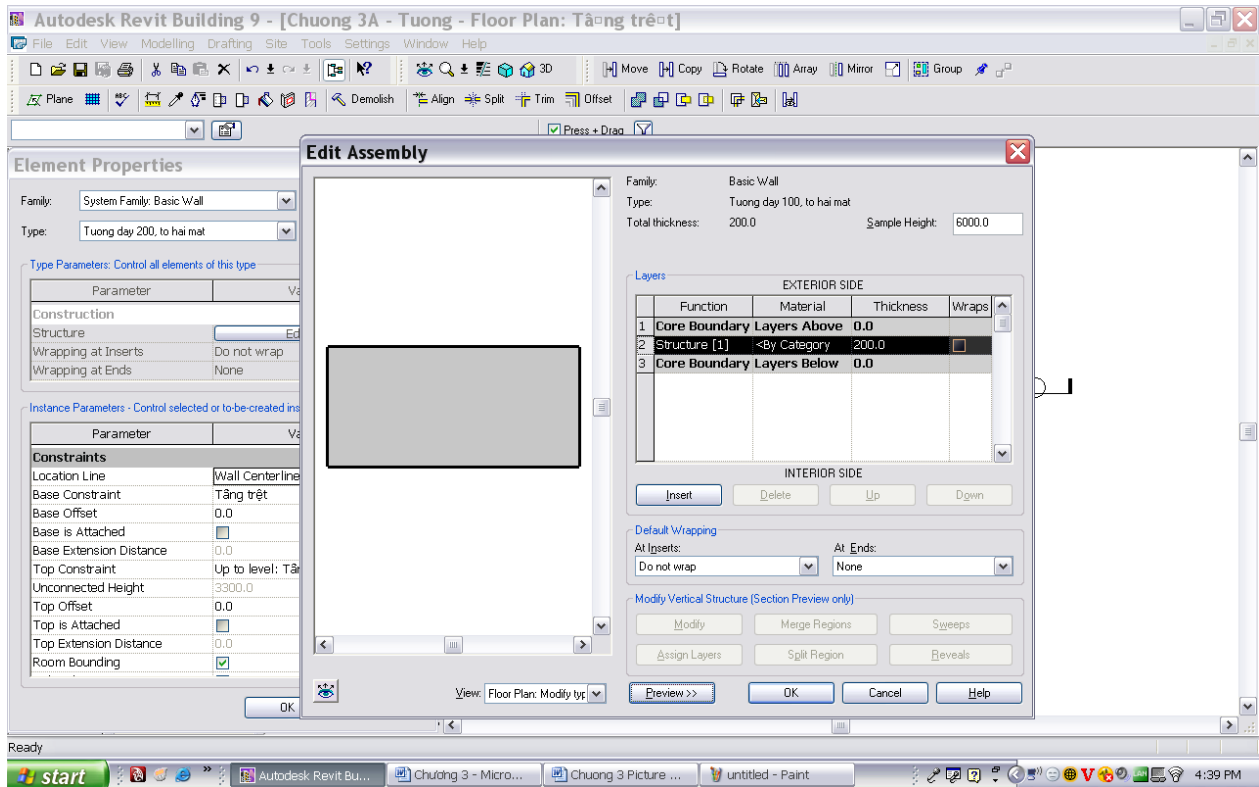 Autodesk Revit Building 9 - [Chuong 3A - Tuong - Floor Plan: Tà▫ng trê▫t]
File Edit View Modelling Drafting Site Tools Settings Window Help
3D Move Copy Rotate Array Mirror Group
Plane Demolish Align Split Trim Offset
Press + Drag
Element Properties
Family: System Family: Basic Wall
Type: Tuong day 200, to hai mat
Type Parameters: Control all elements of this type
Parameter Va
Construction
Structure Ed
Wrapping at Inserts Do not wrap
Wrapping at Ends None
Instance Parameters - Control selected or to-be-created ins
Parameter Va
Constraints
Location Line Wall Centerline
Base Constraint Tầng trệt
Base Offset 0.0
Base is Attached
Base Extension Distance 0.0
Top Constraint Up to level:
Unconnected Height 3300.0
Top Offset 0.0
Top is Attached
Top Extension Distance 0.0
Room Bounding
OK
Edit Assembly
View: Floor Plan: Modify typ
Family: Basic Wall
Type: Tuong day 100, to hai mat
Total thickness: 200.0 Sample Height: 6000.0
Layers
EXTERIOR SIDE
Function Material Thickness Wraps
1 Core Boundary Layers Above 0.0
2 Structure [1] <By Category 200.0
3 Core Boundary Layers Below 0.0
INTERIOR SIDE
Insert Delete Up Down
Default Wrapping
At Inserts: At Ends:
Do not wrap None
Modify Vertical Structure (Section Preview only)
Modify Merge Regions Sweeps
Assign Layers Split Region Reveals
Preview >> OK Cancel Help
Ready
start Autodesk Revit Bu... Chương 3 - Micro... Chuong 3 Picture ... untitled - Paint 4:39 PM